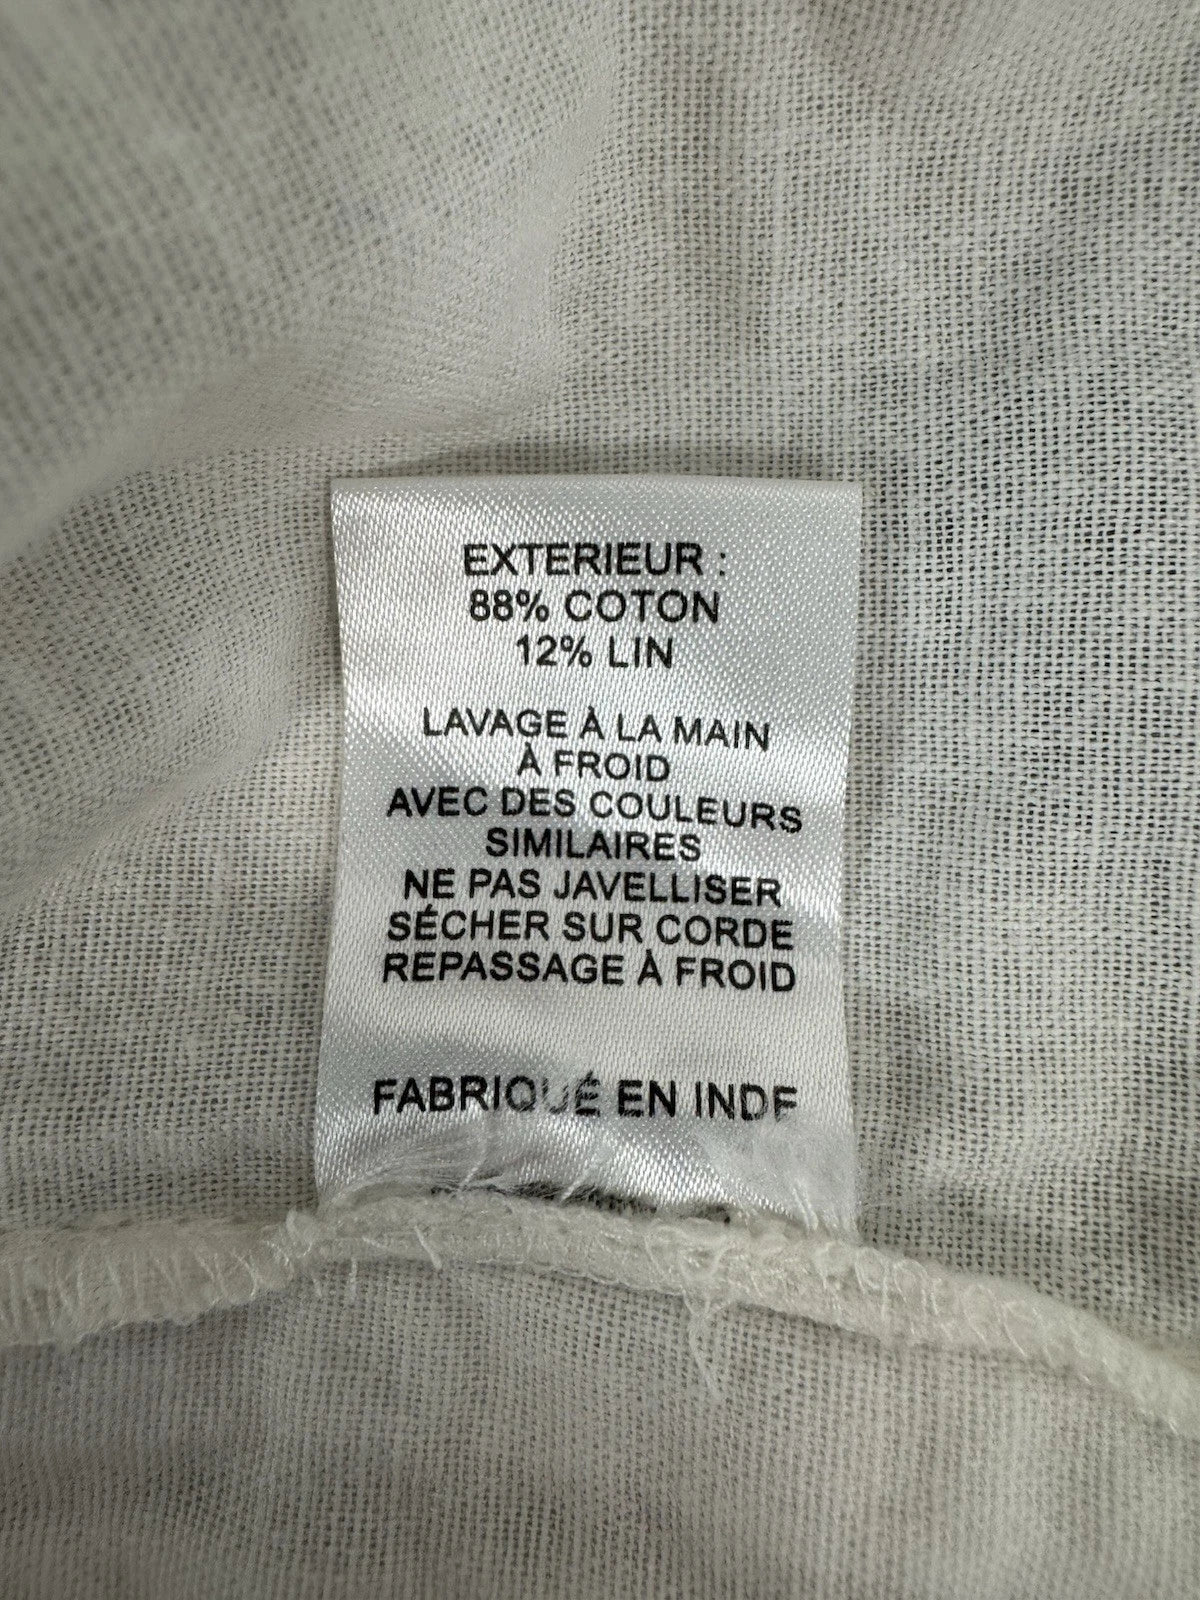 EXTERIEUR :
88% COTON
12% LIN
LAVAGE À LA MAIN
À FROID
AVEC DES COULEURS
SIMILAIRES
NE PAS JAVELLISER
SÉCHER SUR CORDE
REPASSAGE À FROID
FABRIQUÉ EN INDE